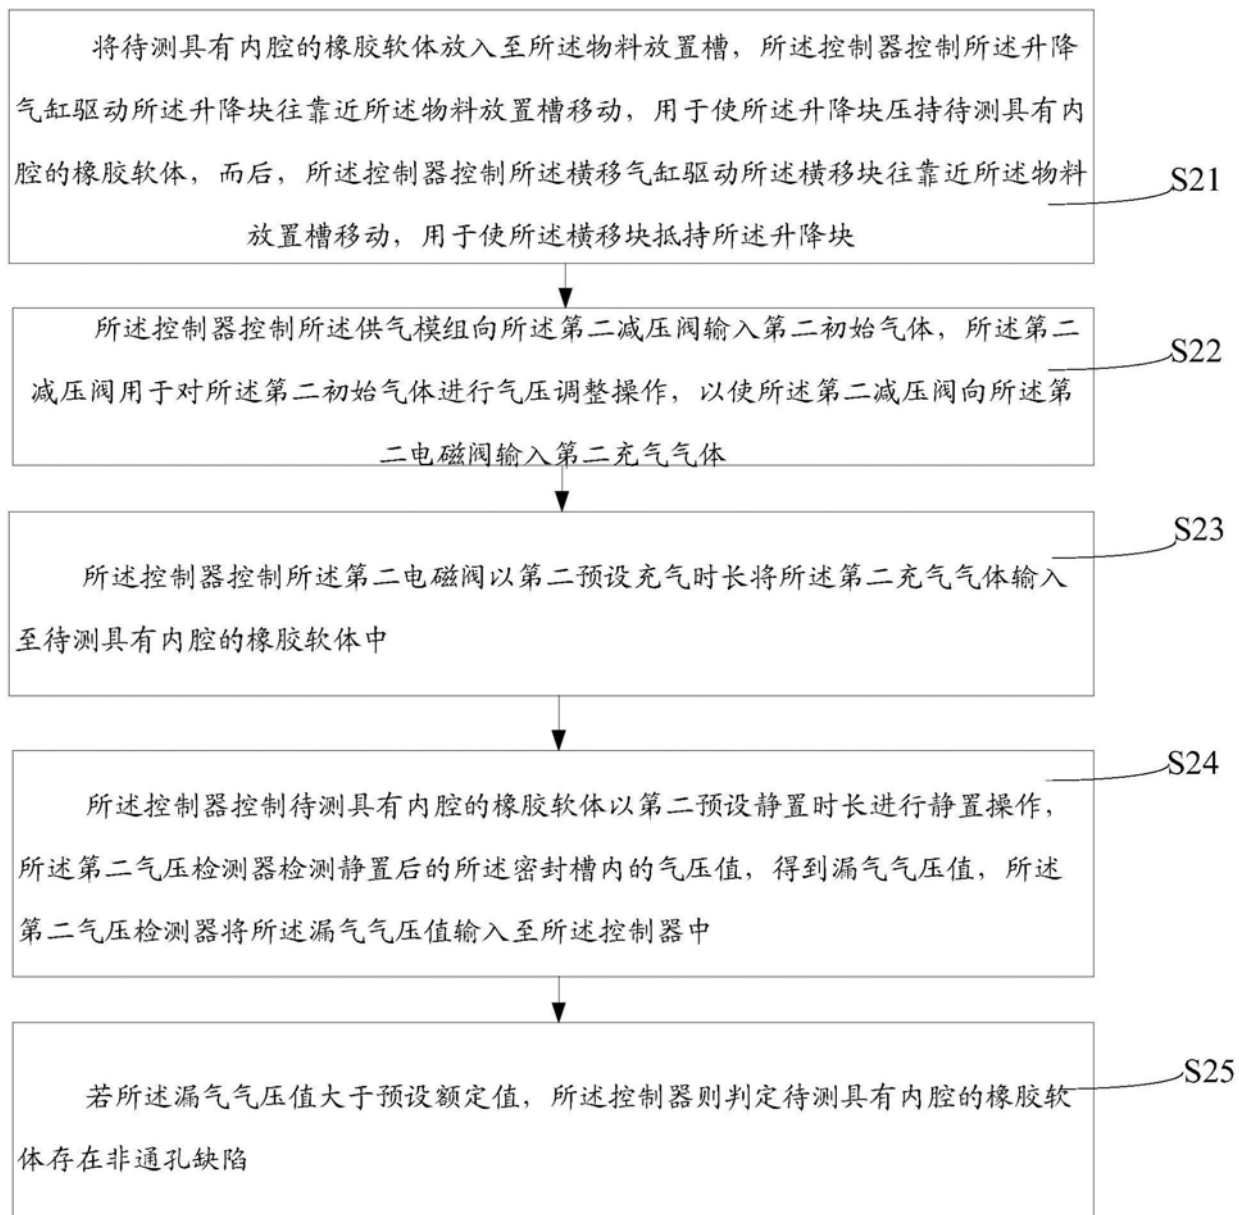 将待测具有内腔的橡胶软体放入至所述物料放置槽，所述控制器控制所述升降
气缸驱动所述升降块往靠近所述物料放置槽移动，用于使所述升降块压持待测具有内
腔的橡胶软体，而后，所述控制器控制所述横移气缸驱动所述横移块往靠近所述物料
放置槽移动，用于使所述横移块抵持所述升降块
S21
所述控制器控制所述供气模组向所述第二减压阀输入第二初始气体，所述第二
减压阀用于对所述第二初始气体进行气压调整操作，以使所述第二减压阀向所述第
二电磁阀输入第二充气气体
S22
所述控制器控制所述第二电磁阀以第二预设充气时长将所述第二充气气体输入
至待测具有内腔的橡胶软体中
S23
所述控制器控制待测具有内腔的橡胶软体以第二预设静置时长进行静置操作，
所述第二气压检测器检测静置后的所述密封槽内的气压值，得到漏气气压值，所述
第二气压检测器将所述漏气气压值输入至所述控制器中
S24
若所述漏气气压值大于预设额定值，所述控制器则判定待测具有内腔的橡胶软
体存在非通孔缺陷
S25